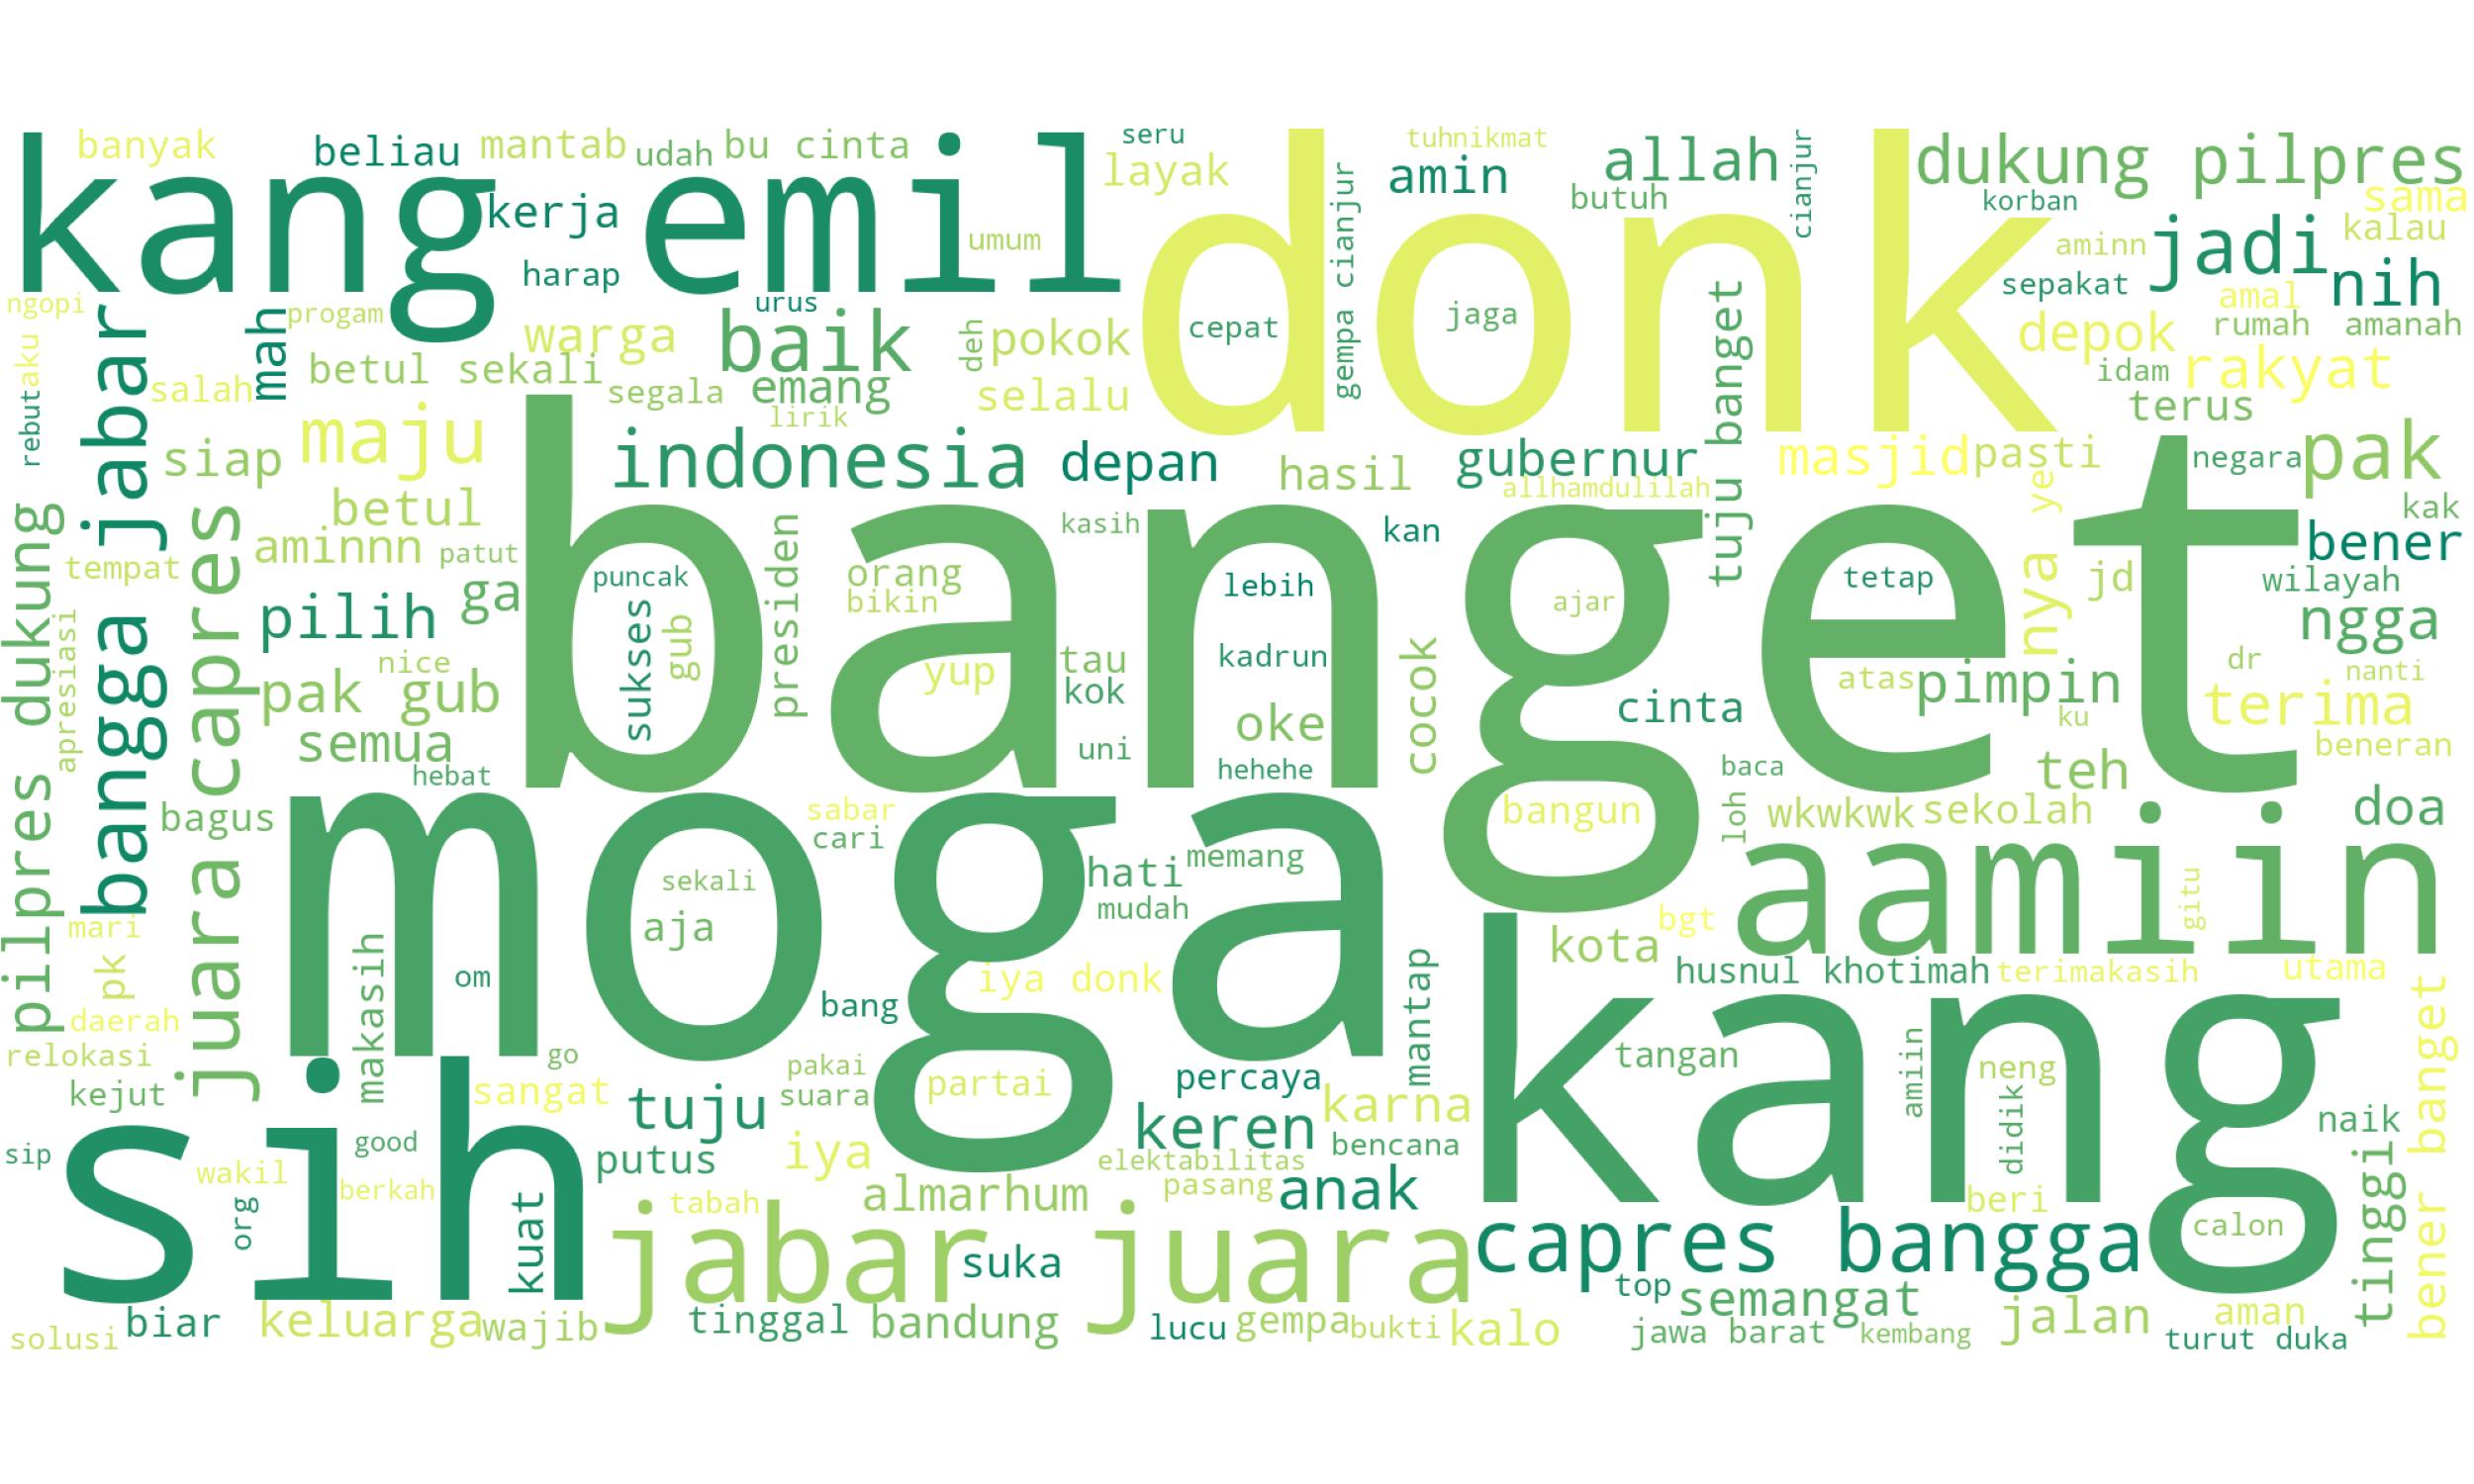 kang emil
donk
banyak
beliau
mantab
udah
bu cinta
seru
layak
tuhnikmat
amin
allah
butuh
cianjur
gempa cianjur
dukung pilpres
sama
korban
kerja
harap
umum
aminn
jadi
kalau
nih
sepakat
amal
rumah
amanah
ngopi
progam
mah
urus
warga
baik
deh
pokok
cepat
jaga
tuju banget
depok
idam
rakyat
terus
rebutaku
bangga jabar
salah
betul sekali
segala
emang
lirik
selalu
maju
siap
indonesia
depan
hasil
gubernur
allhamdulilah
masjid
pasti
negara
pak
kak
banget
betul
aminnn
patut
tempat
juara capres
pilpres dukung
apresiasi
pilih
ga
puncak
sukses
gub
presiden
orang
bikin
kasih
kan
lebih
ajar
tetap
nya ye
jd
bener
wilayah
ngga
nice
pak gub
semua
hebat
yup
tau
kok
kadrun
oke
uni
hehehe
cocok
cinta
atas
pimpin
ku
dr
nanti
terima
beneran
baca
teh
bagus
moga
sabar
cari
bangun
loh
wkwkwk
sekolah
doa
sekali
aja
hati
memang
mudah
bgt
aamiin
gitu
mari
pk
daerah
relokasi
makasih
om
bang
iya donk
mantap
kota
kang
husnul khotimah
terimakasih
utama
bener banget
go
kejut
sih
sangat
tuju
pakai
suara
partai
percaya
karna
tangan
amiin
neng
didik
naik
sip
good
wakil
berkah
org
kuat
putus
iya
keren
bencana
elektabilitas
pasang
anak
beri
calon
tinggi
tabah
almarhum
jabar juara
suka
capres bangga
top
semangat
jalan
aman
solusi
biar
keluarga
wajib
tinggal
bandung
lucu
gempa
bukti
kalo
jawa barat
kembang
turut duka